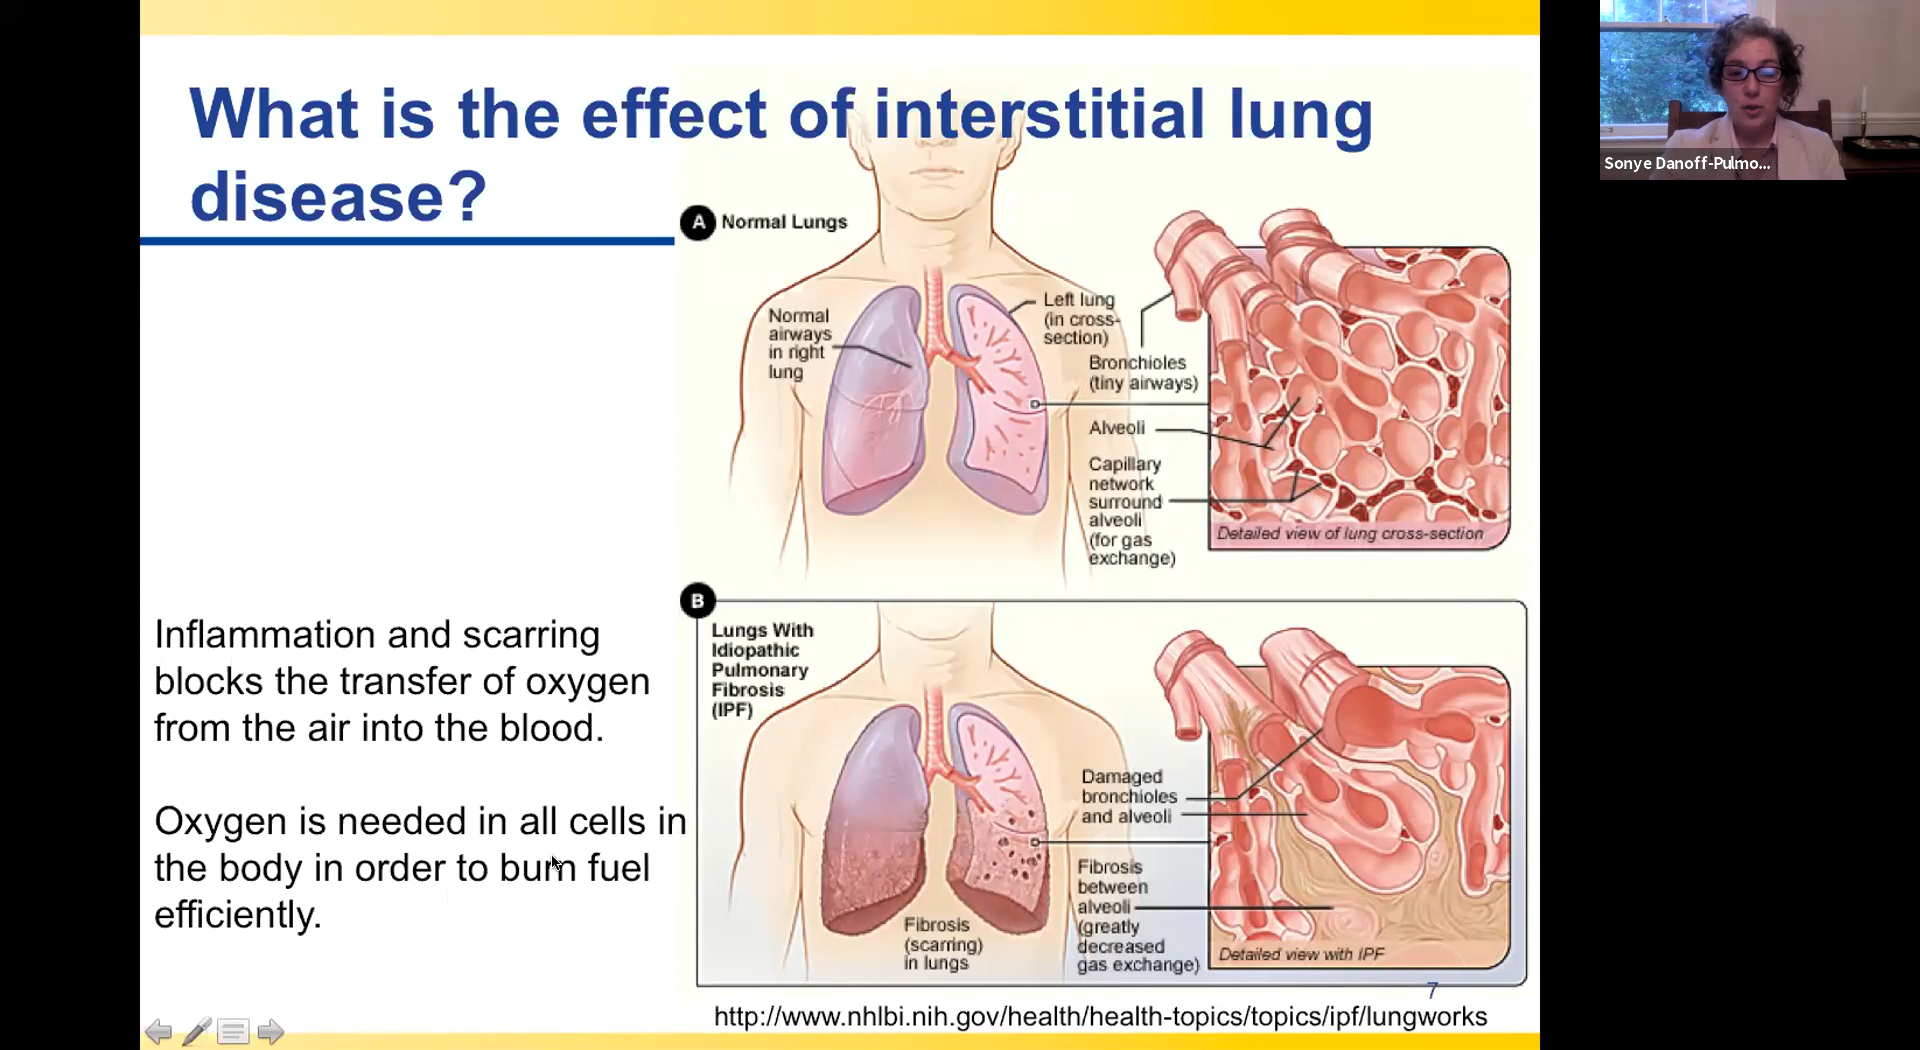 What is the effect of interstitial lung
disease?
A Normal Lungs
Normal
airways
in right
lung
Left lung
(in cross-
section)
Bronchioles
(tiny airways)
Alveoli
Capillary
network
surround
alveoli
(for gas
exchange)
Detailed view of lung cross-section
Inflammation and scarring
blocks the transfer of oxygen
from the air into the blood.
Oxygen is needed in all cells in
the body in order to burn fuel
efficiently.
B
Lungs With
Idiopathic
Pulmonary
Fibrosis
(IPF)
Damaged
bronchioles
and alveoli
Fibrosis
between
alveoli
(greatly
decreased
gas exchange)
Fibrosis
(scarring)
in lungs
Detailed view with IPF
7
http://www.nhlbi.nih.gov/health/health-topics/topics/ipf/lungworks
Sonye Danoff-Pulmo...